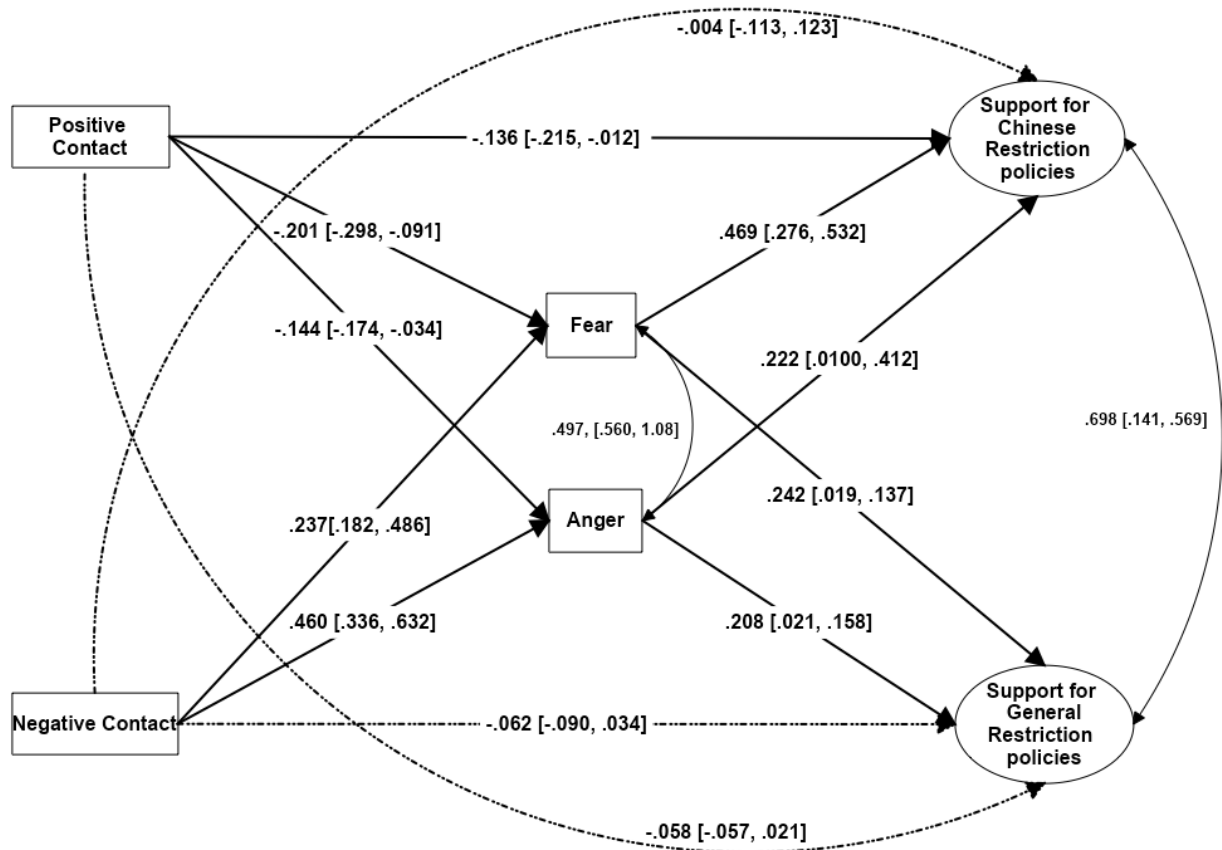 -.004 [-.113, .123]
Positive
Contact
-.136 [-.215, -.012]
Support for
Chinese
Restriction
policies
-.201 [-.298, -.091]
.469 [.276, .532]
Fear
-.144 [-.174, -.034]
.222 [.0100, .412]
.497, [.560, 1.08]
.698 [.141, .569]
.237[.182, .486]
Anger
.242 [.019, .137]
.460 [.336, .632]
.208 [.021, .158]
Negative Contact
-.062 [-.090, .034]
Support for
General
Restriction
policies
-.058 [-.057, .021]